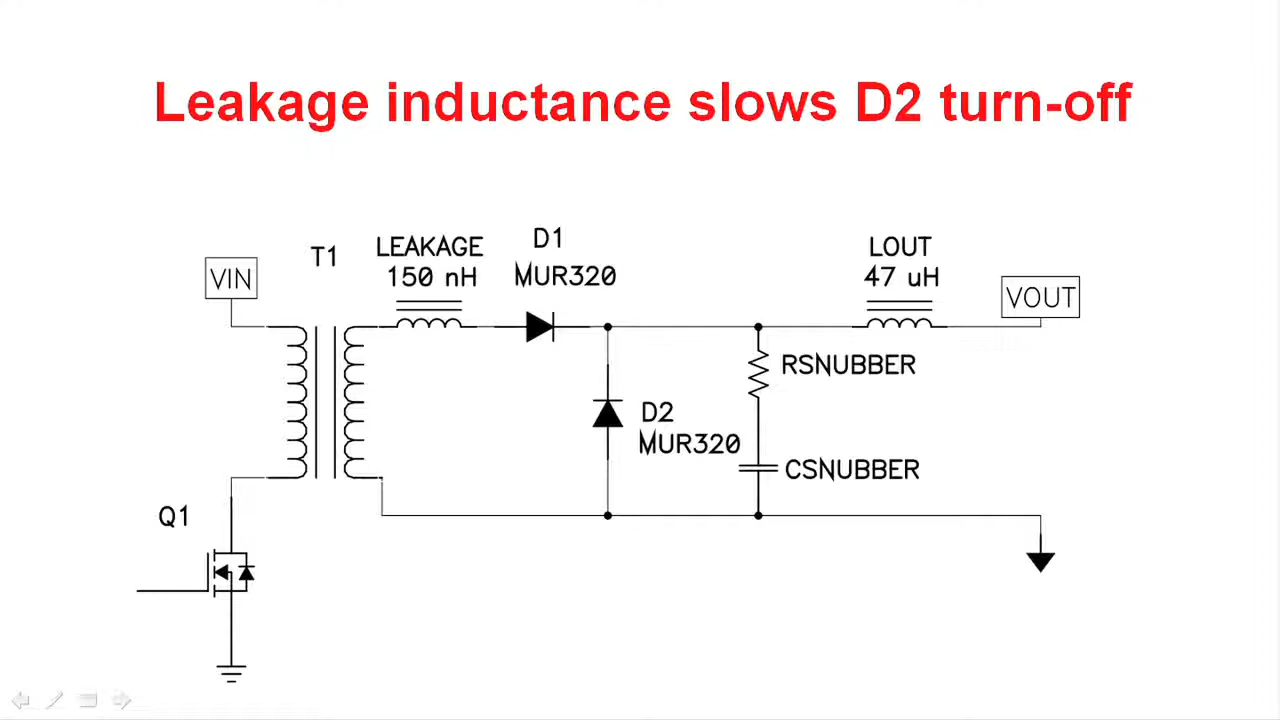 Leakage inductance slows D2 turn-off
VIN
T1
LEAKAGE
150 nH
D1
MUR320
LOUT
47 uH
VOUT
RSNUBBER
D2
MUR320
CSNUBBER
Q1